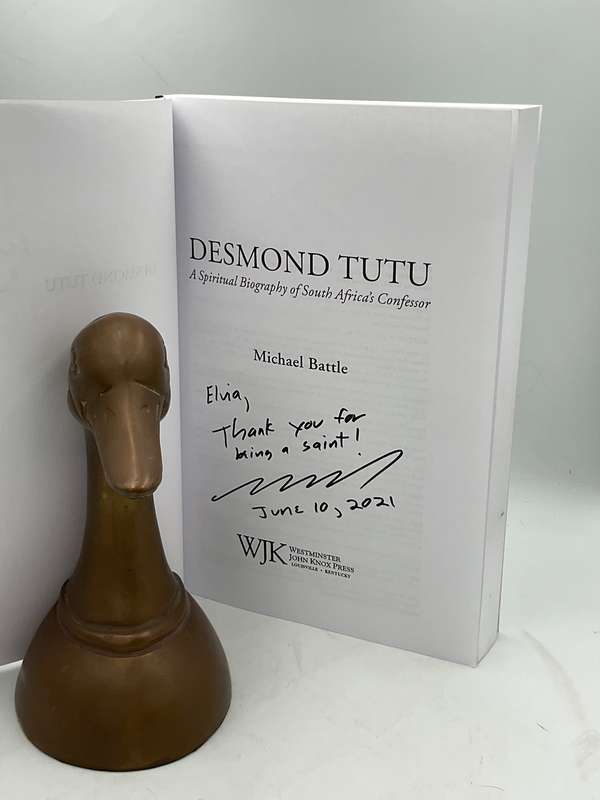 DESMOND TUTU
A Spiritual Biography of South Africa's Confessor
Michael Battle
Elvia,
Thank you for
being a saint!
June 10, 2021
WJK WESTMINSTER
JOHN KNOX PRESS
LOUISVILLE • KENTUCKY